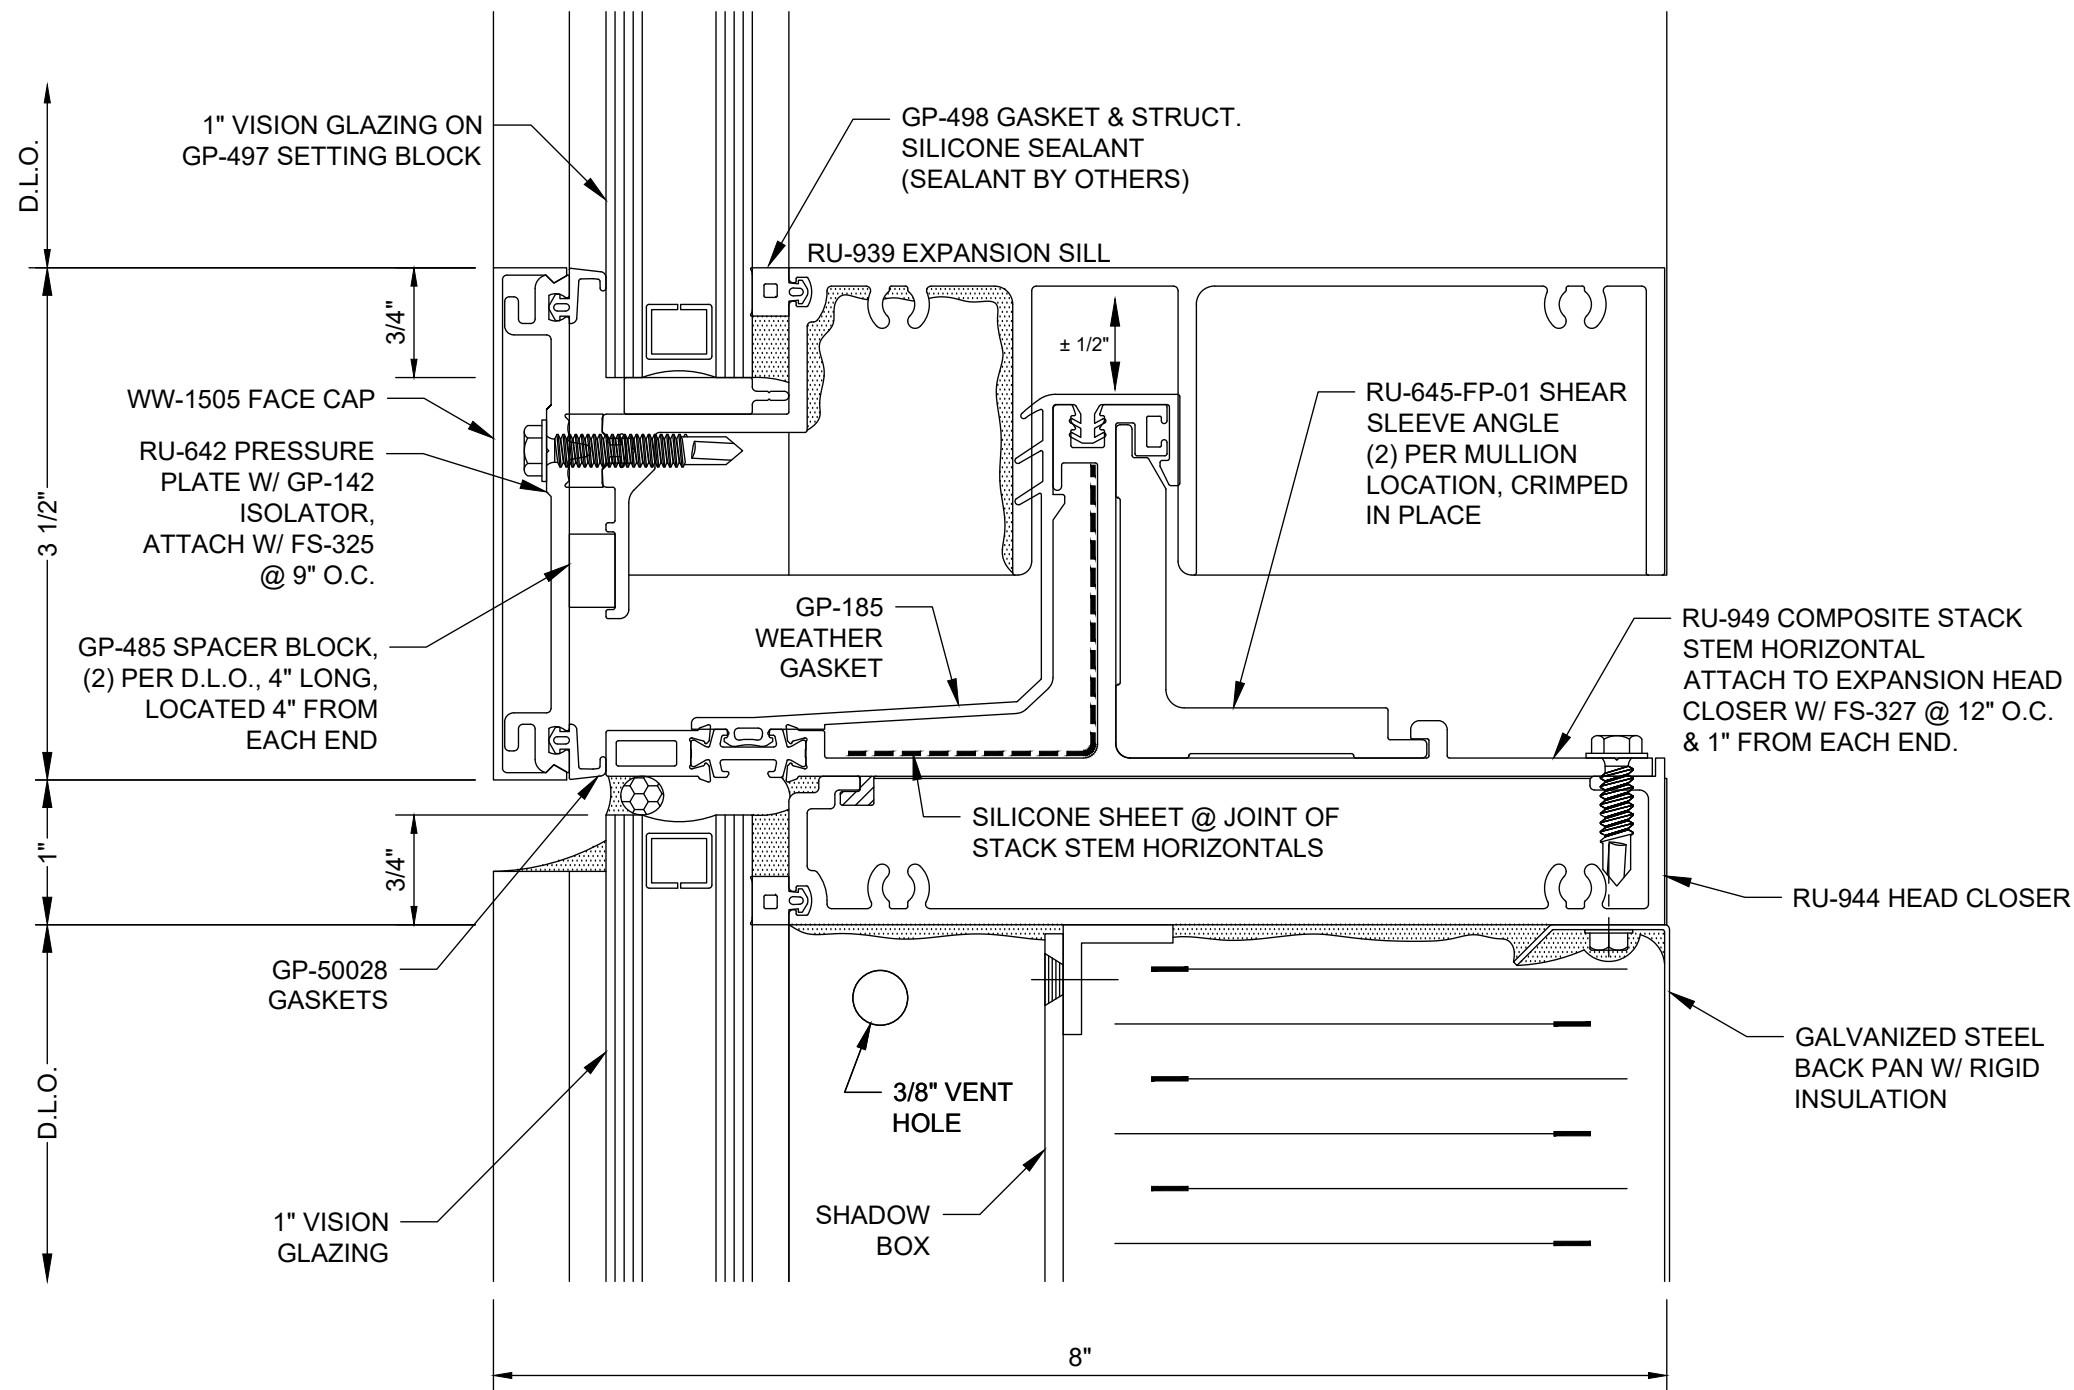 D.L.O.
1" VISION GLAZING ON
GP-497 SETTING BLOCK
GP-498 GASKET & STRUCT.
SILICONE SEALANT
(SEALANT BY OTHERS)
RU-939 EXPANSION SILL
3/4"
± 1/2"
WW-1505 FACE CAP
RU-642 PRESSURE
PLATE W/ GP-142
ISOLATOR,
ATTACH W/ FS-325
@ 9" O.C.
RU-645-FP-01 SHEAR
SLEEVE ANGLE
(2) PER MULLION
LOCATION, CRIMPED
IN PLACE
3 1/2"
GP-485 SPACER BLOCK,
(2) PER D.L.O., 4" LONG,
LOCATED 4" FROM
EACH END
GP-185
WEATHER
GASKET
RU-949 COMPOSITE STACK
STEM HORIZONTAL
ATTACH TO EXPANSION HEAD
CLOSER W/ FS-327 @ 12" O.C.
& 1" FROM EACH END.
SILICONE SHEET @ JOINT OF
STACK STEM HORIZONTALS
1"
3/4"
RU-944 HEAD CLOSER
GP-50028
GASKETS
GALVANIZED STEEL
BACK PAN W/ RIGID
INSULATION
3/8" VENT
HOLE
D.L.O.
1" VISION
GLAZING
SHADOW
BOX
8"